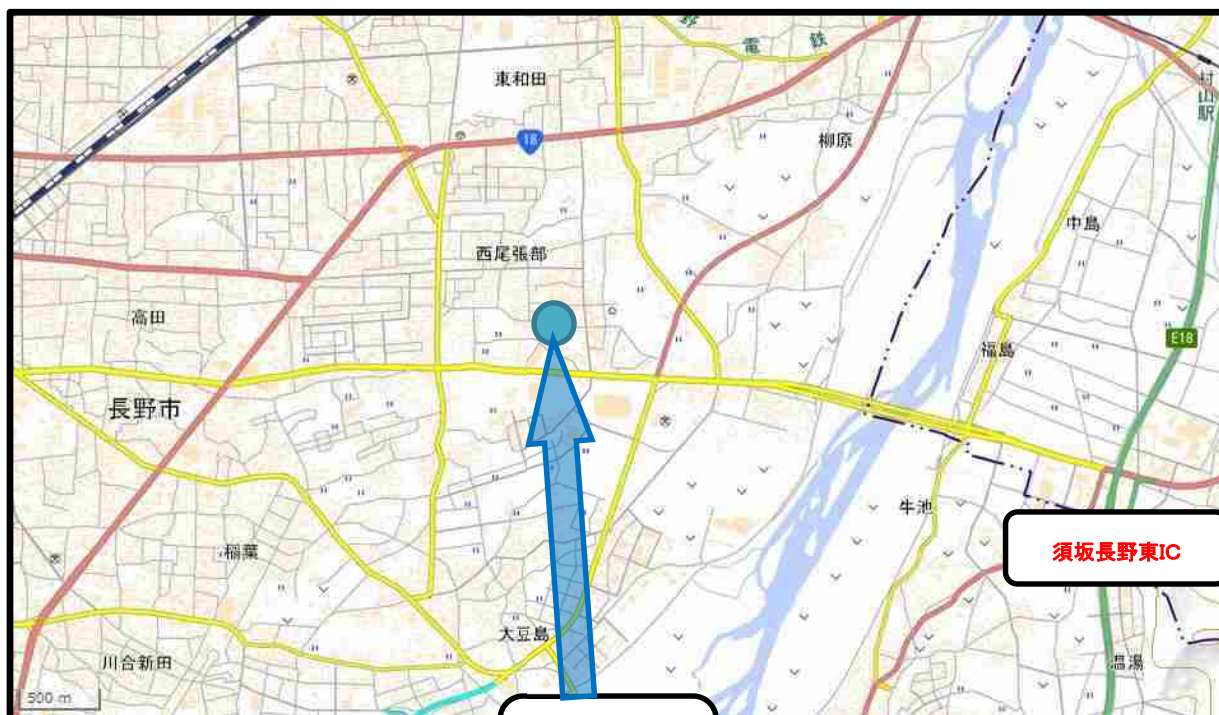 電鉄
東和田
村山駅
18
柳原
中島
西尾張部
高田
福島
E18
長野市
牛池
須坂長野東IC
稲葉
大豆島
川合新田
温湯
500 m